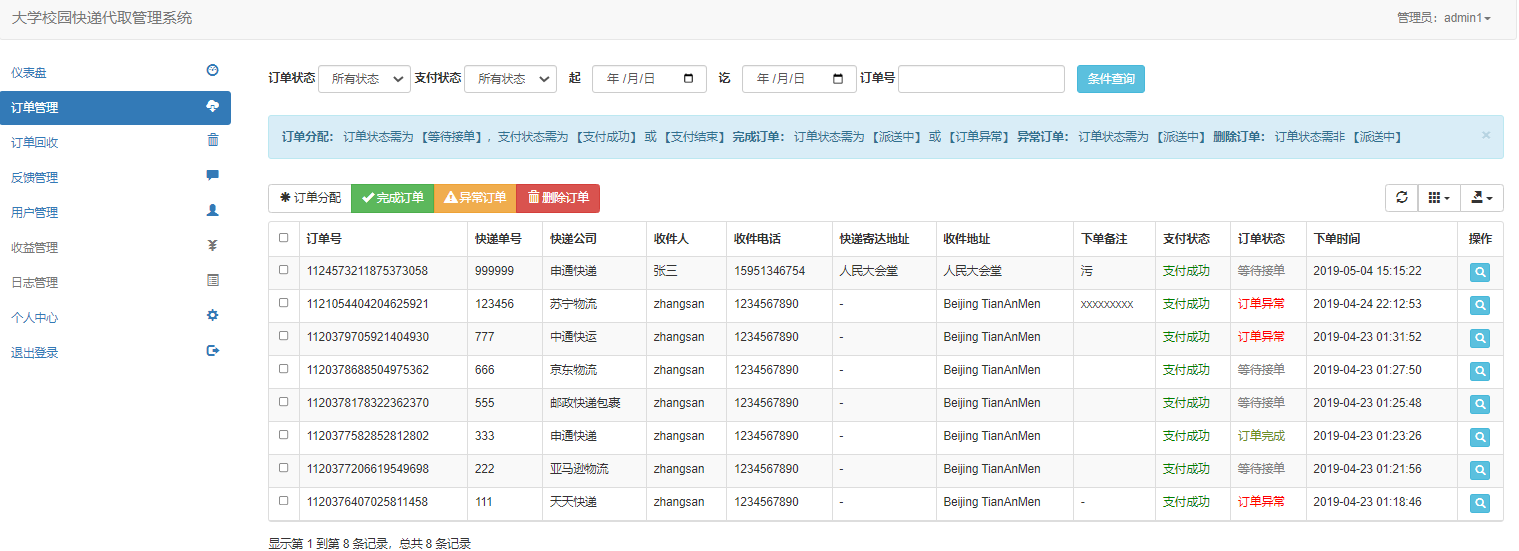 大学校园快递代取管理系统
管理员：admin1
仪表盘
订单管理
订单回收
反馈管理
用户管理
收益管理
日志管理
个人中心
退出登录
订单状态 所有状态 支付状态 所有状态 起 年 /月/日 讫 年 /月/日 订单号 条件查询
订单分配： 订单状态需为 【等待接单】，支付状态需为 【支付成功】 或 【支付结束】 完成订单： 订单状态需为 【派送中】 或 【订单异常】 异常订单： 订单状态需为 【派送中】 删除订单： 订单状态需非 【派送中】 ×
订单分配 完成订单 异常订单 删除订单
订单号 快递单号 快递公司 收件人 收件电话 快递寄达地址 收件地址 下单备注 支付状态 订单状态 下单时间 操作
1124573211875373058 999999 申通快递 张三 15951346754 人民大会堂 人民大会堂 污 支付成功 等待接单 2019-05-04 15:15:22
1121054404204625921 123456 苏宁物流 zhangsan 1234567890 - Beijing TianAnMen xxxxxxxxx 支付成功 订单异常 2019-04-24 22:12:53
1120379705921404930 777 中通快运 zhangsan 1234567890 - Beijing TianAnMen 支付成功 订单异常 2019-04-23 01:31:52
1120378688504975362 666 京东物流 zhangsan 1234567890 - Beijing TianAnMen 支付成功 等待接单 2019-04-23 01:27:50
1120378178322362370 555 邮政快递包裹 zhangsan 1234567890 - Beijing TianAnMen 支付成功 等待接单 2019-04-23 01:25:48
1120377582852812802 333 申通快递 zhangsan 1234567890 - Beijing TianAnMen 支付成功 订单完成 2019-04-23 01:23:26
1120377206619549698 222 亚马逊物流 zhangsan 1234567890 - Beijing TianAnMen 支付成功 等待接单 2019-04-23 01:21:56
1120376407025811458 111 天天快递 zhangsan 1234567890 - Beijing TianAnMen - 支付成功 订单异常 2019-04-23 01:18:46
显示第 1 到第 8 条记录，总共 8 条记录